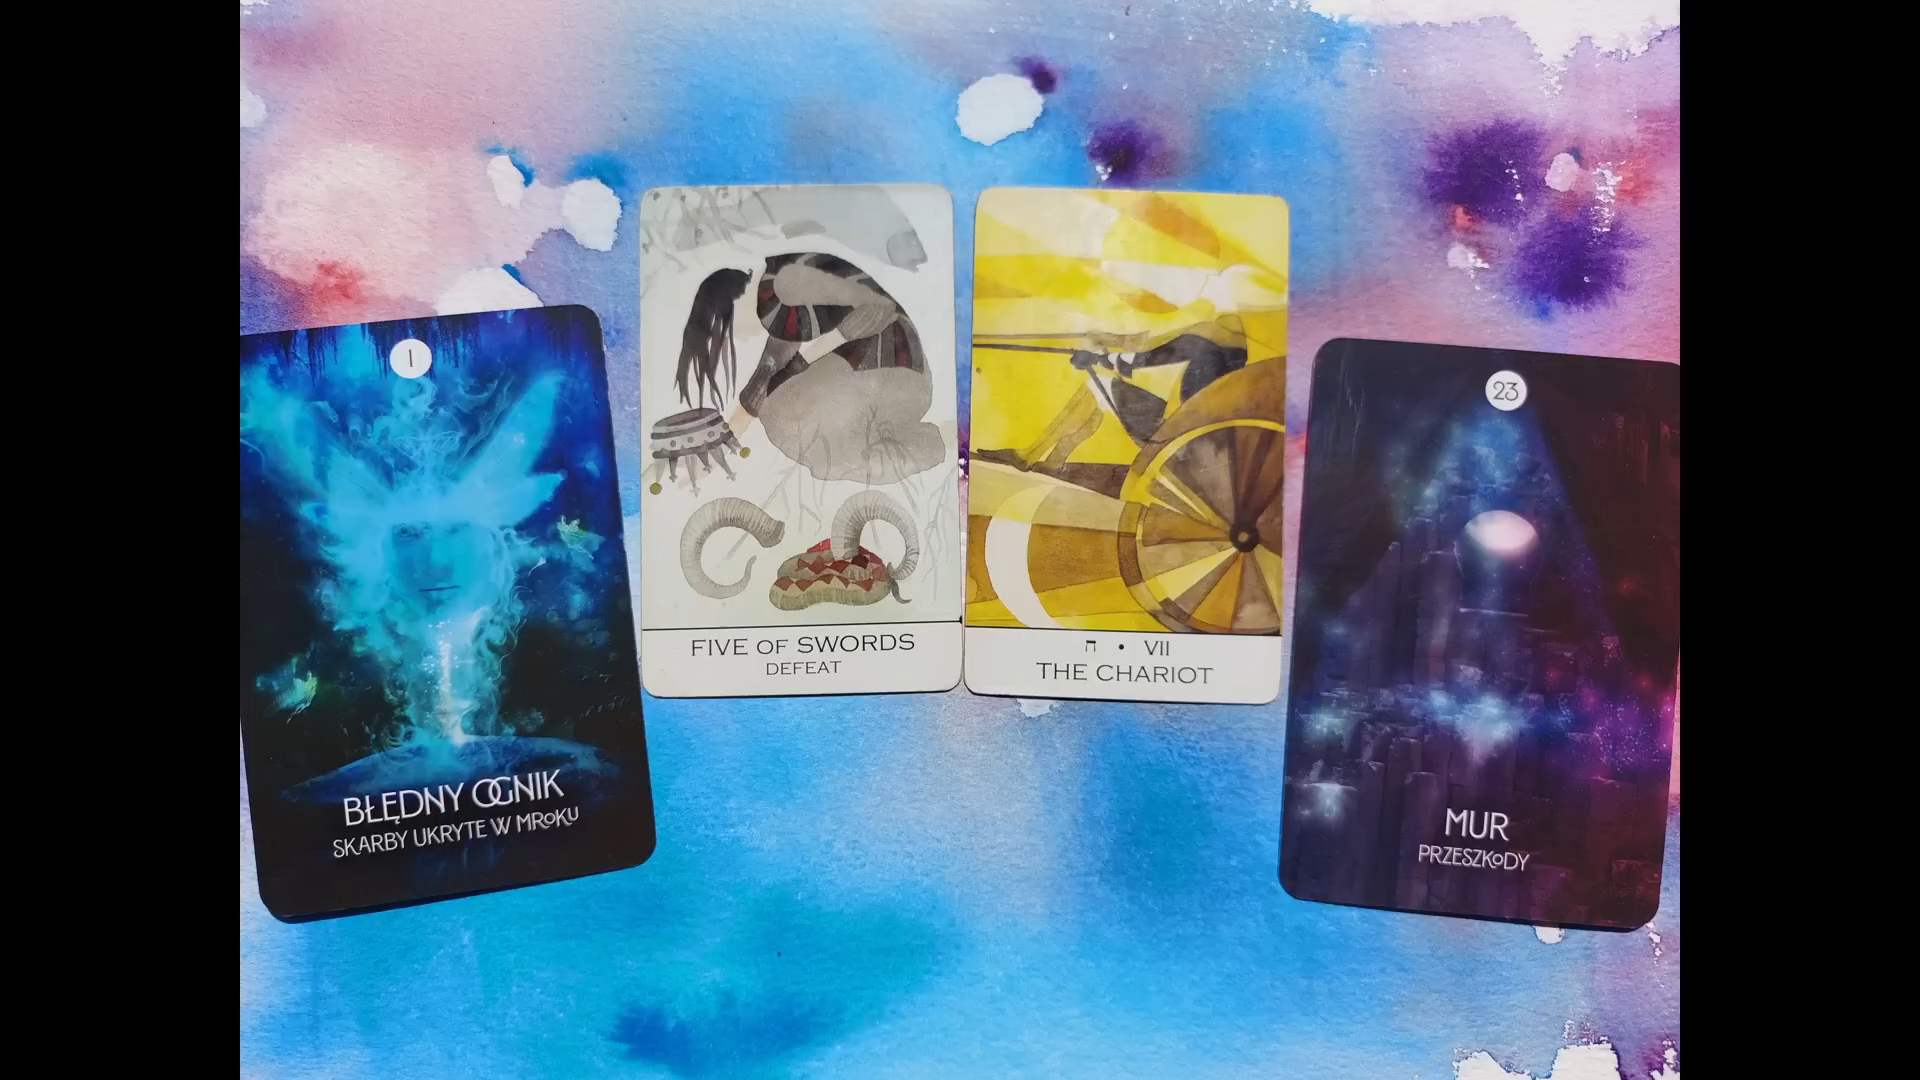 I
BŁĘDNY OGNIK
SKARBY UKRYTE W MROKU
FIVE OF SWORDS
DEFEAT
ח • VII
THE CHARIOT
23
MUR
PRZESZKODY